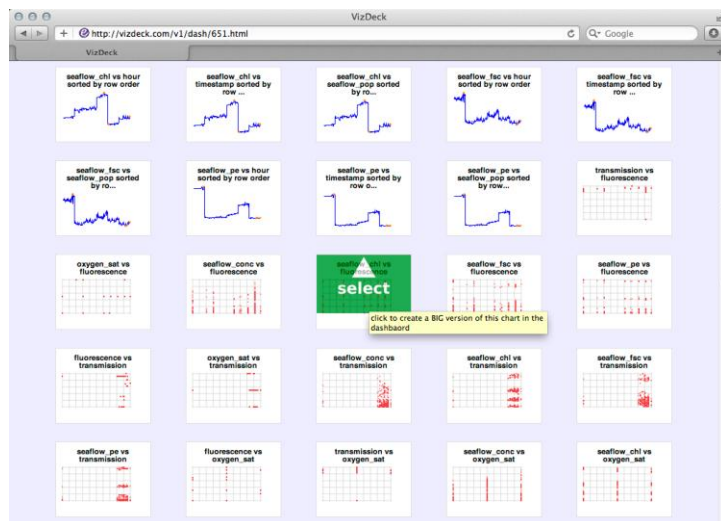 VizDeck
http://vizdeck.com/v1/dash/651.html
Google
VizDeck
seaflow_chl vs hour
sorted by row order
seaflow_chl vs
timestamp sorted by
row ...
seaflow_chl vs
seaflow_pop sorted
by ro...
seaflow_fsc vs hour
sorted by row order
seaflow_fsc vs
timestamp sorted by
row ...
seaflow_fsc vs
seaflow_pop sorted
by ro...
seaflow_pe vs hour
sorted by row order
seaflow_pe vs
timestamp sorted by
row o...
seaflow_pe vs
seaflow_pop sorted
by row...
transmission vs
fluorescence
oxygen_sat vs
fluorescence
seaflow_conc vs
fluorescence
seaflow_chl vs
fluorescence
select
click to create a BIG version of this chart in the
dashbaord
seaflow_fsc vs
fluorescence
seaflow_pe vs
fluorescence
fluorescence vs
transmission
oxygen_sat vs
transmission
seaflow_conc vs
transmission
seaflow_chl vs
transmission
seaflow_fsc vs
transmission
seaflow_pe vs
transmission
fluorescence vs
oxygen_sat
transmission vs
oxygen_sat
seaflow_conc vs
oxygen_sat
seaflow_chl vs
oxygen_sat